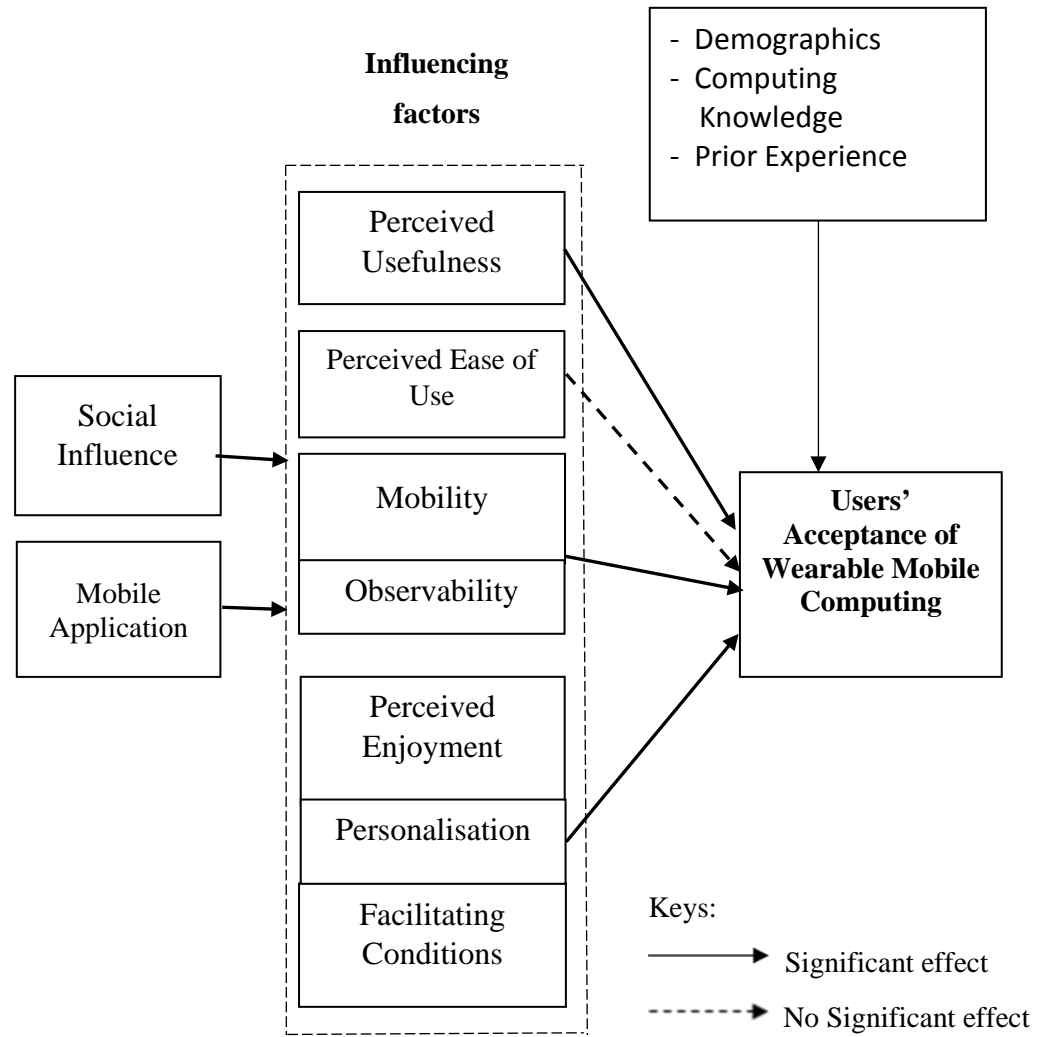 Influencing
factors
- Demographics
- Computing
Knowledge
- Prior Experience
Perceived
Usefulness
Perceived Ease of
Use
Social
Influence
Mobility
Mobile
Application
Observability
Users’
Acceptance of
Wearable Mobile
Computing
Perceived
Enjoyment
Personalisation
Facilitating
Conditions
Keys:
Significant effect
No Significant effect